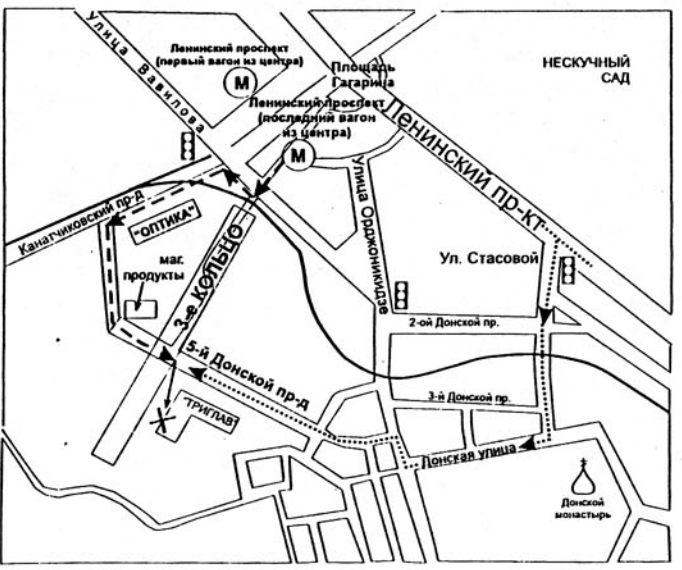 Улица Вавилова
Ленинский проспект
(первый вагон из центра)
М
Площадь
Гагарина
НЕСКУЧНЫЙ
САД
Ленинский проспект
(последний вагон
из центра)
М
Ленинский пр-кт
Улица Орджоникидзе
Канатчиковский пр-д
"ОПТИКА"
маг.
продукты
3-е КОЛЬЦО
Ул. Стасовой
2-ой Донской пр.
5-й Донской пр-д
3-й Донской пр.
"ТРИГЛАВ"
Донская улица
Донской
монастырь